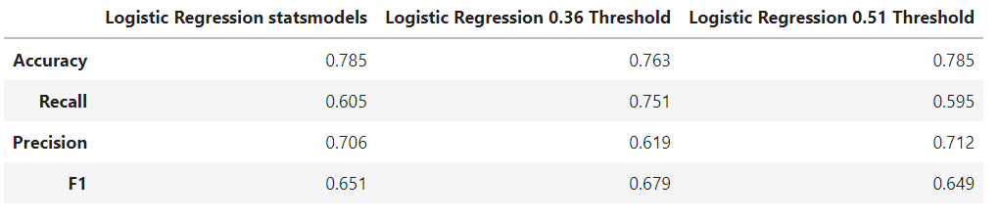 Logistic Regression statsmodels Logistic Regression 0.36 Threshold Logistic Regression 0.51 Threshold
Accuracy 0.785 0.763 0.785
Recall 0.605 0.751 0.595
Precision 0.706 0.619 0.712
F1 0.651 0.679 0.649